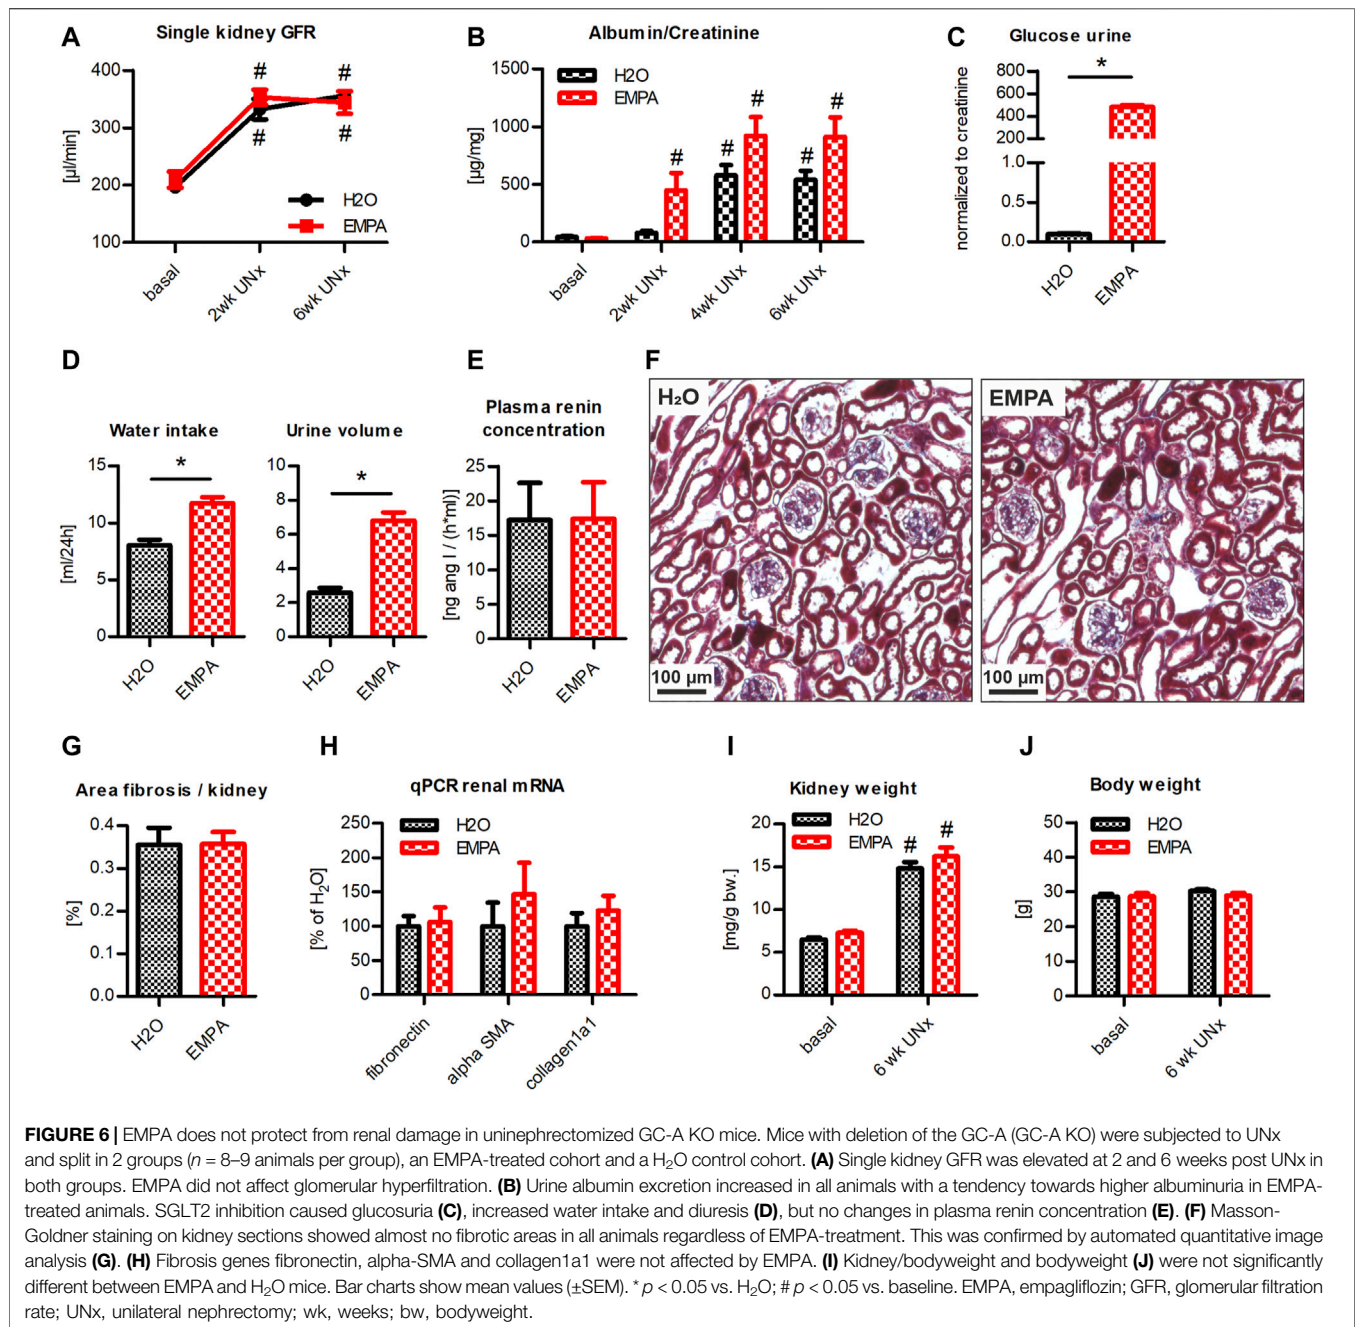 A
Single kidney GFR
[µl/min]
400
300
200
100
#
#
#
#
H2O
EMPA
basal
2wk UNx
6wk UNx
B
Albumin/Creatinine
[µg/mg]
1500
1000
500
0
H2O
EMPA
#
#
#
#
#
basal
2wk UNx
4wk UNx
6wk UNx
C
Glucose urine
normalized to creatinine
800
600
400
200
1.0
0.5
0.0
*
H2O
EMPA
D
Water intake
[ml/24h]
15
10
5
0
*
H2O
EMPA
Urine volume
10
8
6
4
2
0
*
H2O
EMPA
E
Plasma renin
concentration
[ng ang I / (h*ml)]
25
20
15
10
15
0
H2O
EMPA
F
H₂O
100 µm
EMPA
100 µm
G
Area fibrosis / kidney
[%]
0.4
0.3
0.2
0.1
0.0
H2O
EMPA
H
qPCR renal mRNA
[% of H₂O]
250
200
150
100
50
0
H2O
EMPA
fibronectin
alpha SMA
collagen1a1
I
Kidney weight
[mg/g bw.]
20
15
10
5
0
H2O
EMPA
#
#
basal
6 wk UNx
J
Body weight
[g]
50
40
30
20
10
0
H2O
EMPA
basal
6 wk UNx
FIGURE 6 | EMPA does not protect from renal damage in uninephrectomized GC-A KO mice. Mice with deletion of the GC-A (GC-A KO) were subjected to UNx
and split in 2 groups (n = 8–9 animals per group), an EMPA-treated cohort and a H₂O control cohort. (A) Single kidney GFR was elevated at 2 and 6 weeks post UNx in
both groups. EMPA did not affect glomerular hyperfiltration. (B) Urine albumin excretion increased in all animals with a tendency towards higher albuminuria in EMPA-
treated animals. SGLT2 inhibition caused glucosuria (C), increased water intake and diuresis (D), but no changes in plasma renin concentration (E). (F) Masson-
Goldner staining on kidney sections showed almost no fibrotic areas in all animals regardless of EMPA-treatment. This was confirmed by automated quantitative image
analysis (G). (H) Fibrosis genes fibronectin, alpha-SMA and collagen1a1 were not affected by EMPA. (I) Kidney/bodyweight and bodyweight (J) were not significantly
different between EMPA and H₂O mice. Bar charts show mean values (±SEM). * p < 0.05 vs. H₂O; # p < 0.05 vs. baseline. EMPA, empagliflozin; GFR, glomerular filtration
rate; UNx, unilateral nephrectomy; wk, weeks; bw, bodyweight.